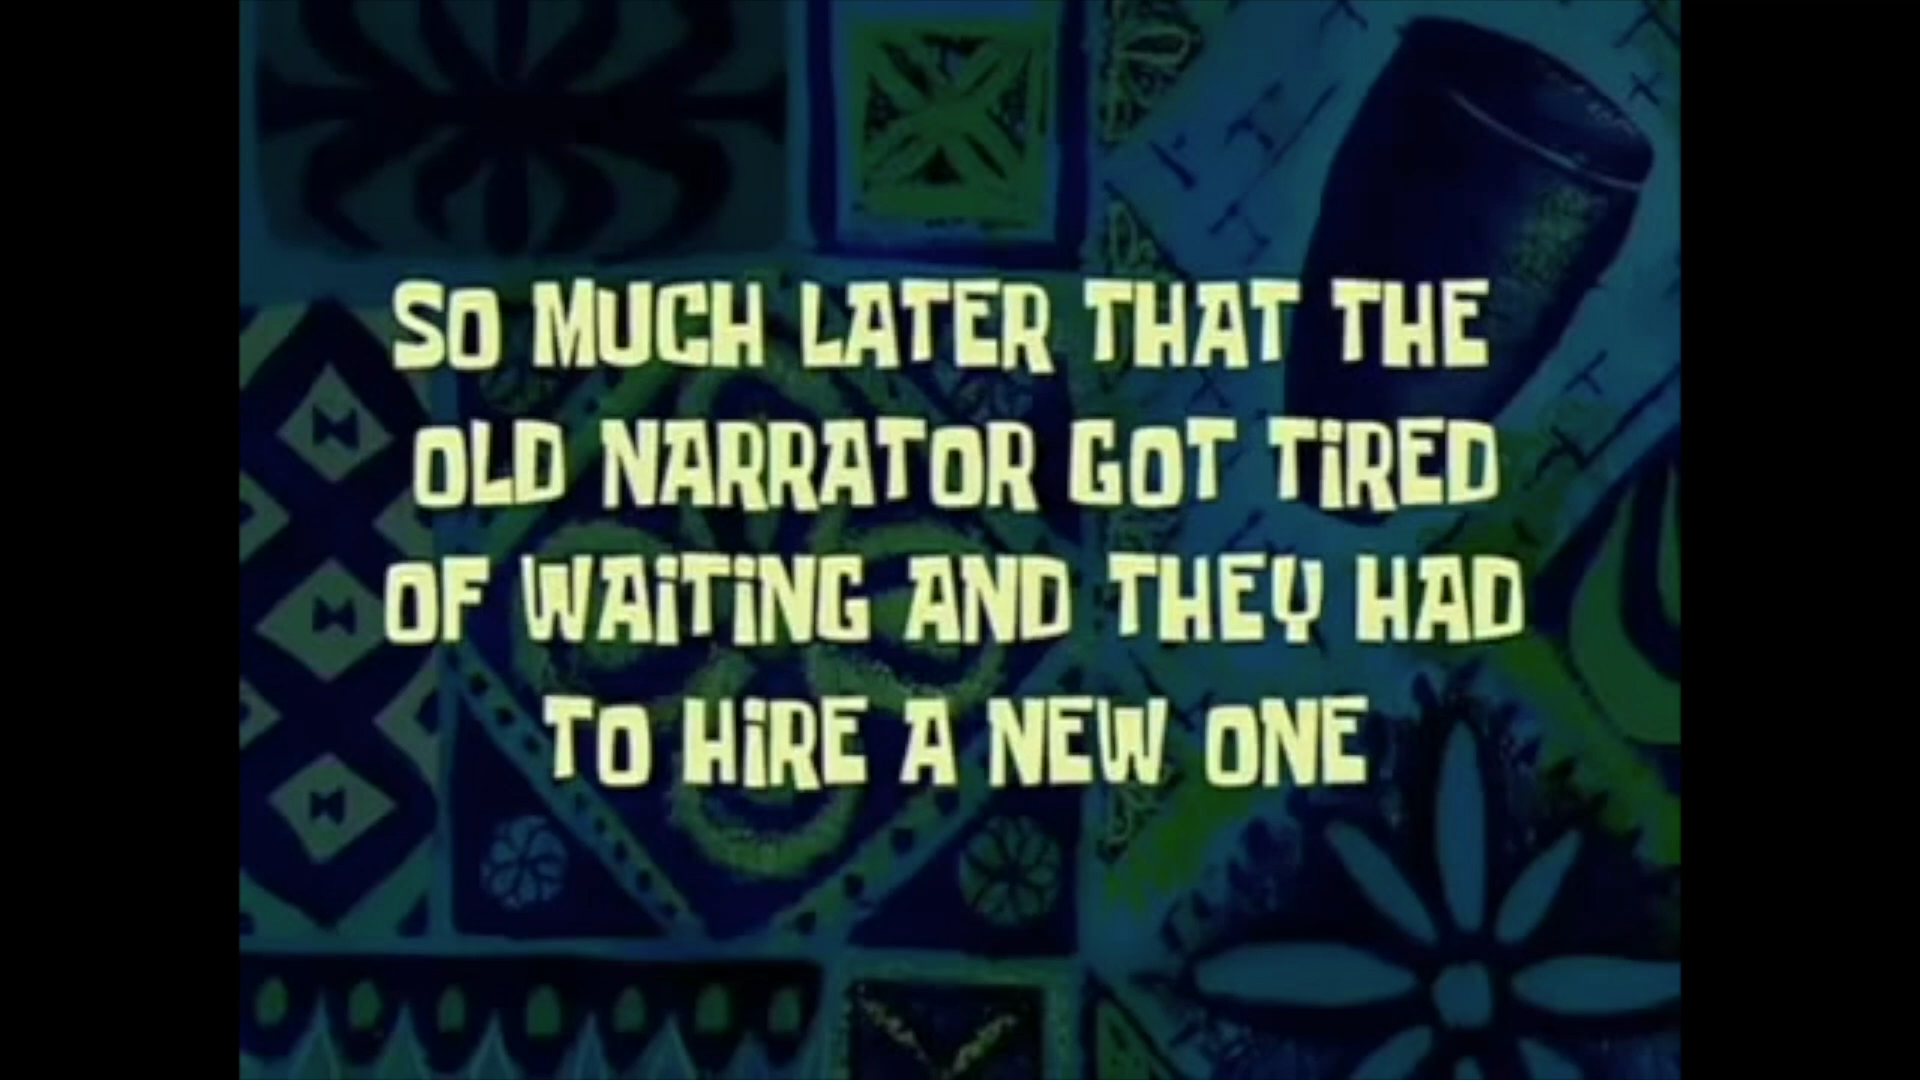 SO MUCH LATER THAT THE
OLD NARRATOR GOT TiRED
OF WAiTiNG AND THEY HAD
TO HiRE A NEW ONE